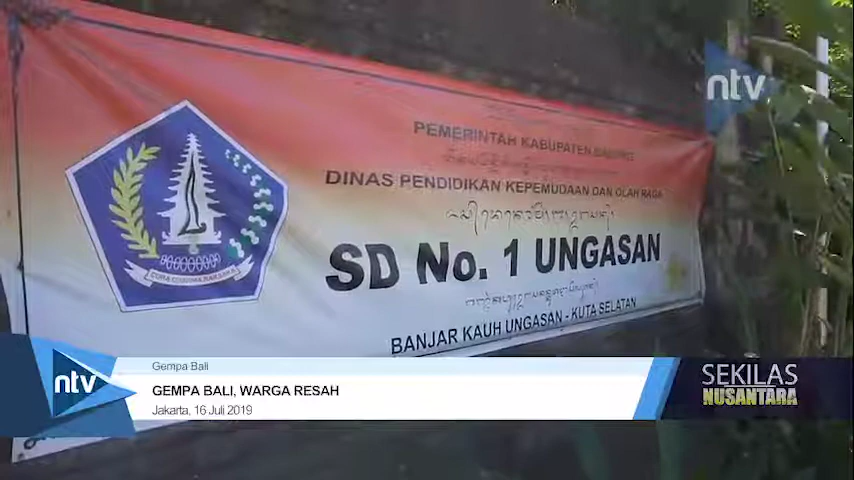 ntv
PEMERINTAH KABUPATEN BADUNG
DINAS PENDIDIKAN KEPEMUDAAN DAN OLAH RAGA
SD No. 1 UNGASAN
BANJAR KAUH UNGASAN - KUTA SELATAN
ntv
Gempa Bali
GEMPA BALI, WARGA RESAH
Jakarta, 16 Juli 2019
SEKILAS
NUSANTARA